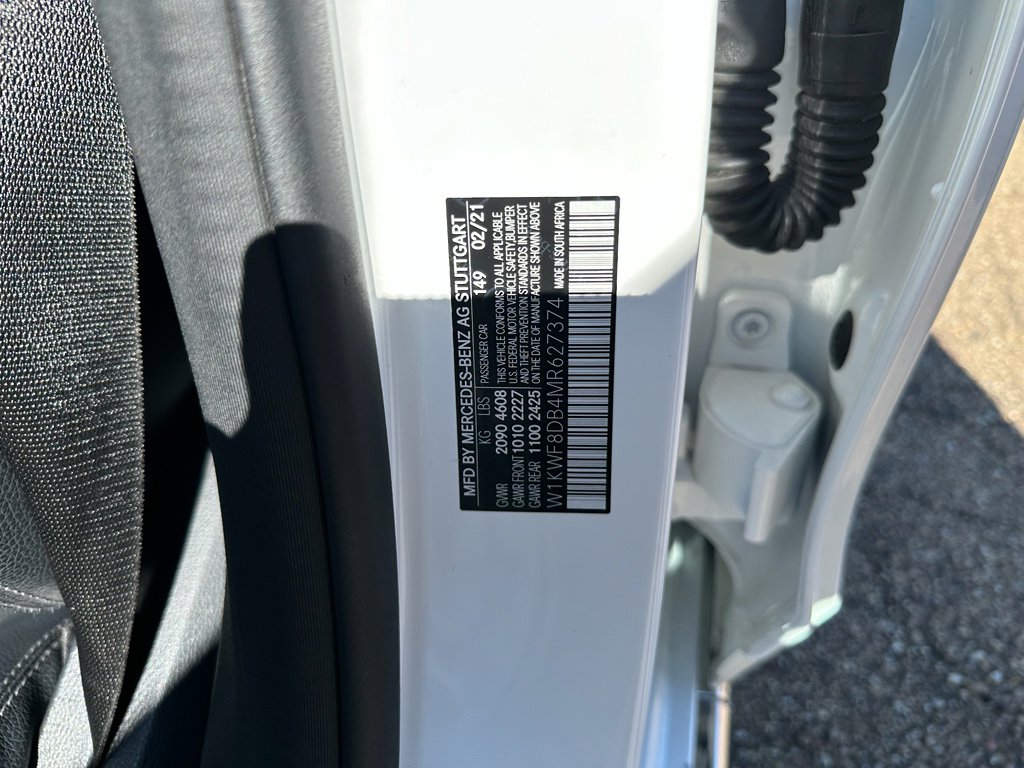 MFD BY MERCEDES-BENZ AG STUTTGART
KG LBS PASSENGER CAR 149 02/21
GVWR 2090 4608 THIS VEHICLE CONFORMS TO ALL APPLICABLE
GAWR FRONT 1010 2227 U.S. FEDERAL MOTOR VEHICLE SAFETY, BUMPER
AND THEFT PREVENTION STANDARDS IN EFFECT
GAWR REAR 1100 2425 ON THE DATE OF MANUFACTURE SHOWN ABOVE
W1KWF8DB4MR627374 MADE IN SOUTH AFRICA